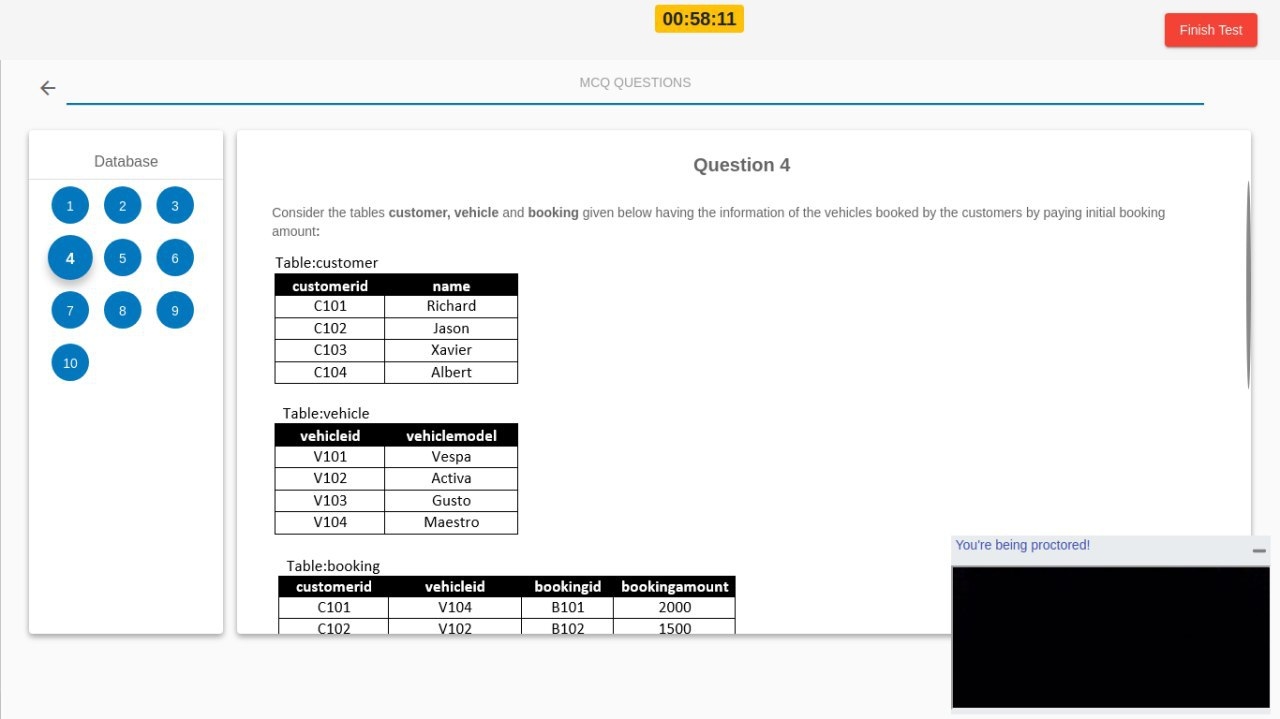 00:58:11
Finish Test
MCQ QUESTIONS
Database
1 2 3
4 5 6
7 8 9
10
Question 4
Consider the tables customer, vehicle and booking given below having the information of the vehicles booked by the customers by paying initial booking
amount:
Table:customer
customerid name
C101 Richard
C102 Jason
C103 Xavier
C104 Albert
Table:vehicle
vehicleid vehiclemodel
V101 Vespa
V102 Activa
V103 Gusto
V104 Maestro
Table:booking
customerid vehicleid bookingid bookingamount
C101 V104 B101 2000
C102 V102 B102 1500
You're being proctored!